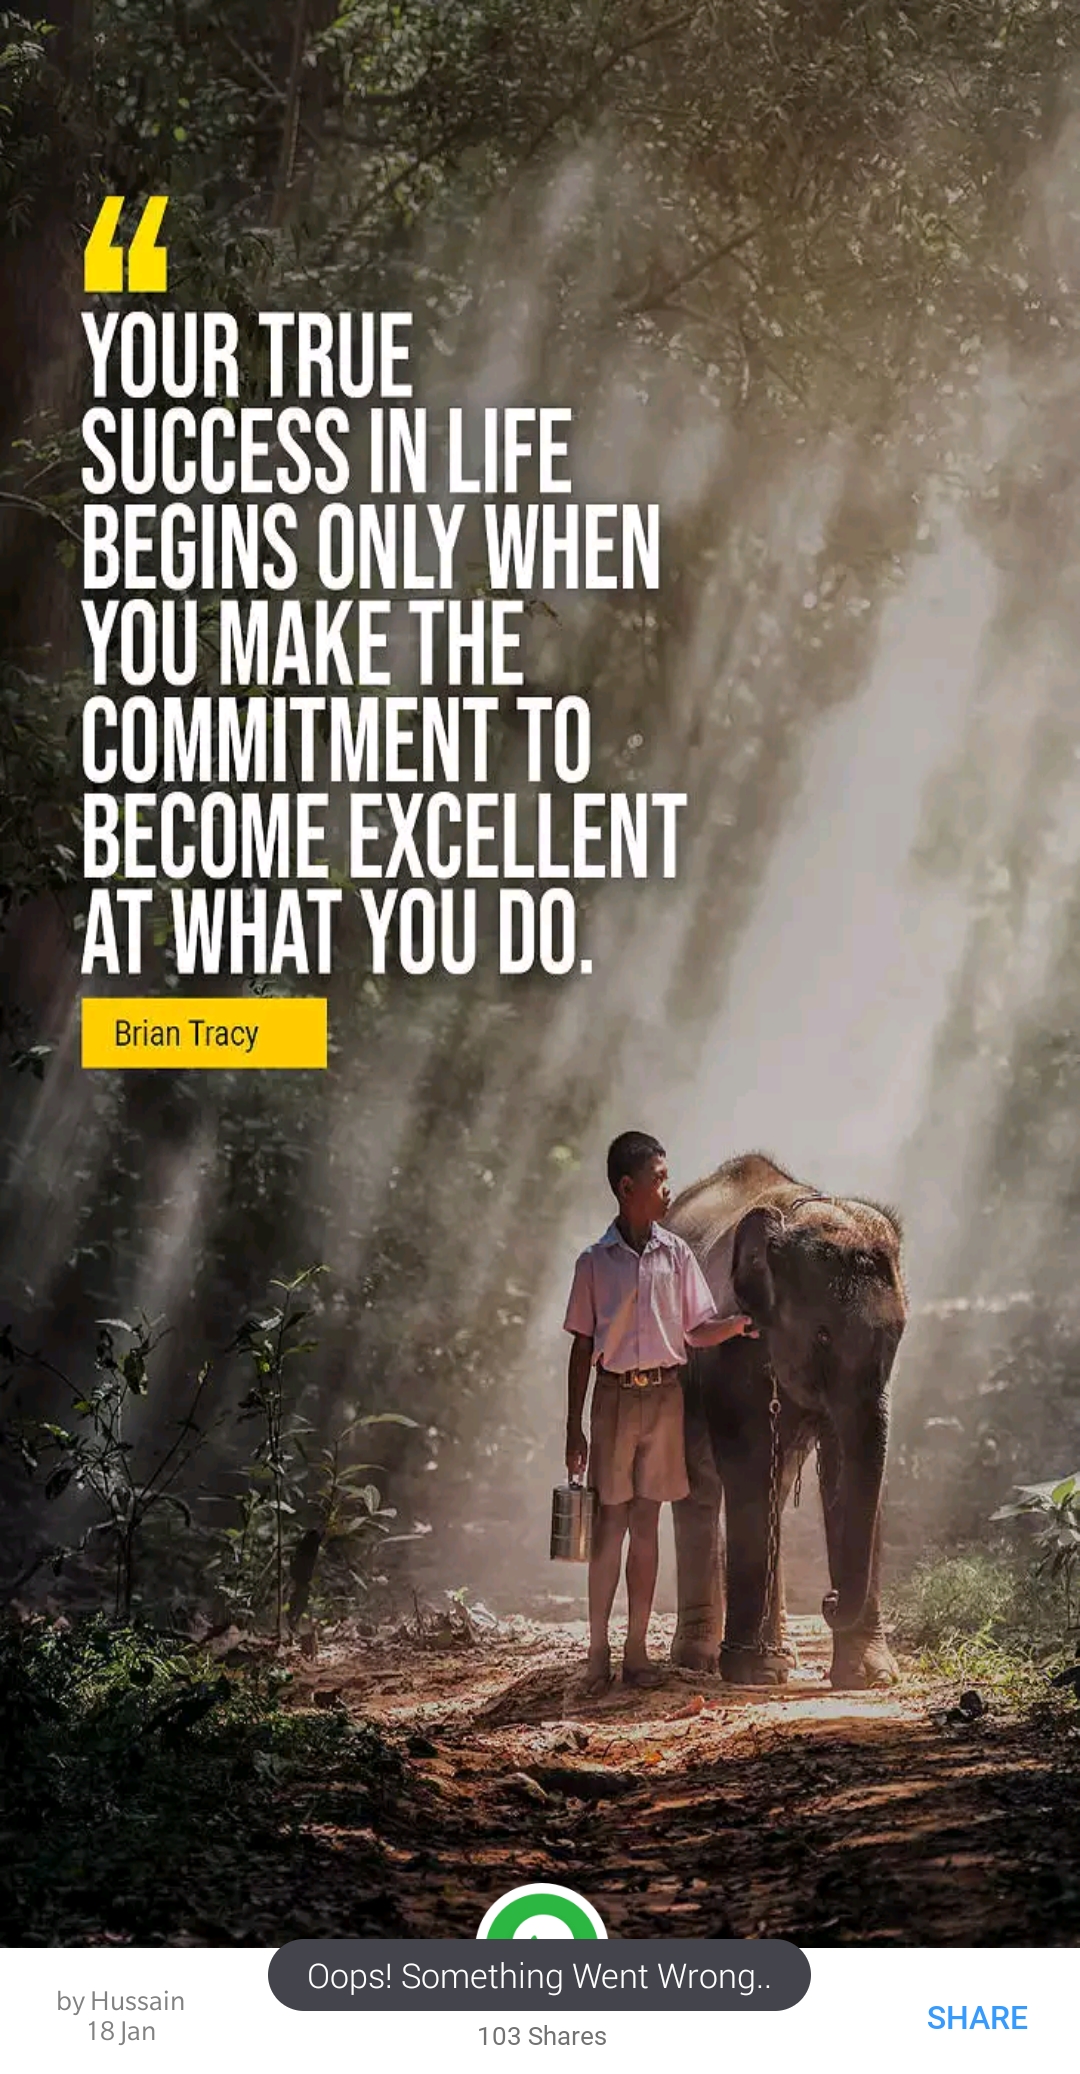 “
YOUR TRUE
SUCCESS IN LIFE
BEGINS ONLY WHEN
YOU MAKE THE
COMMITMENT TO
BECOME EXCELLENT
AT WHAT YOU DO.
Brian Tracy
Oops! Something Went Wrong..
by Hussain
18 Jan
103 Shares
SHARE